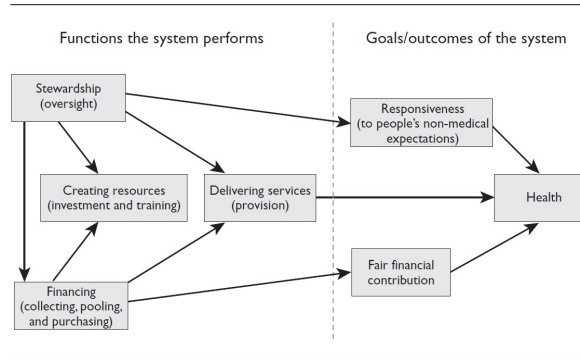 Functions the system performs
Goals/outcomes of the system
Stewardship
(oversight)
Responsiveness
(to people's non-medical
expectations)
Creating resources
(investment and training)
Delivering services
(provision)
Health
Fair financial
contribution
Financing
(collecting, pooling,
and purchasing)